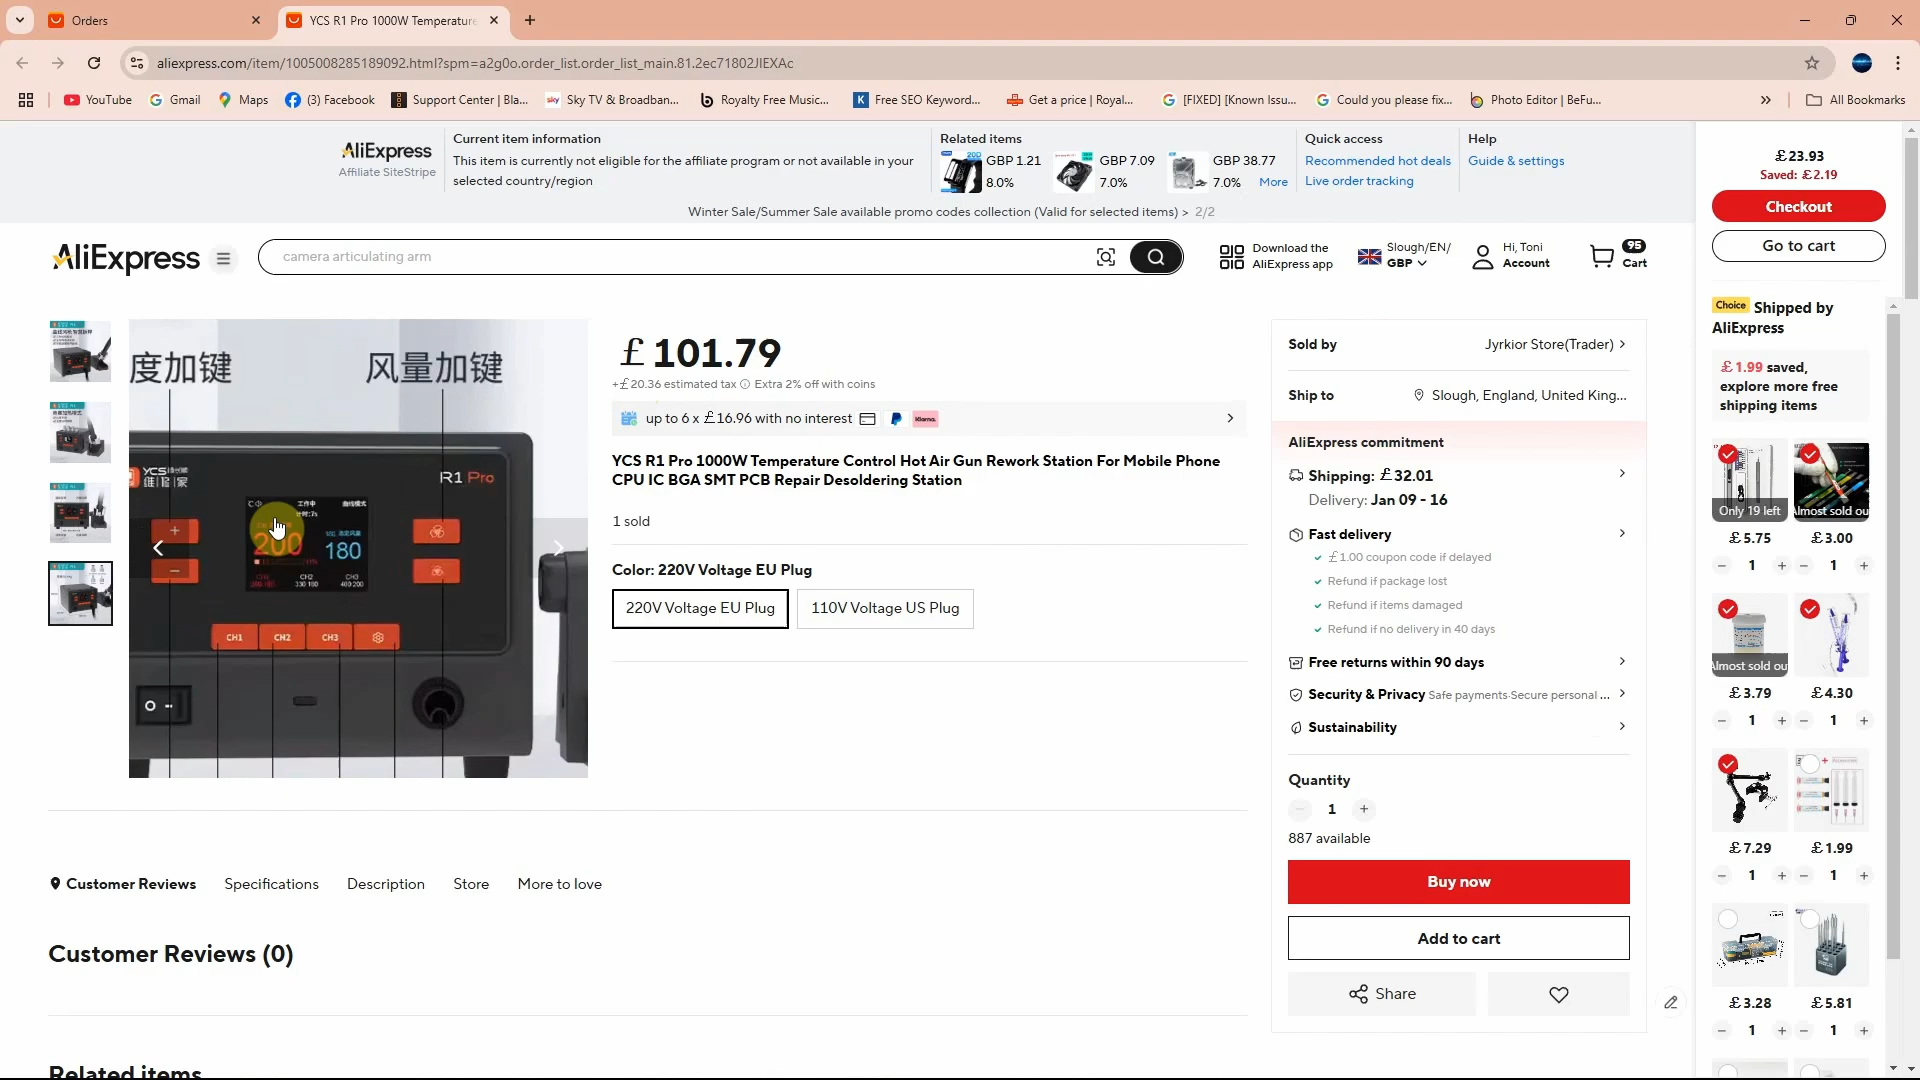 Orders
YCS R1 Pro 1000W Temperature
aliexpress.com/item/1005008285189092.html?spm=a2g0o.order_list.order_list_main.81.2ec71802JIEXAc
YouTube
Gmail
Maps
(3) Facebook
Support Center | Bla...
Sky TV & Broadban...
Royalty Free Music...
Free SEO Keyword...
Get a price | Royal...
[FIXED] [Known Issu...
Could you please fix...
Photo Editor | BeFu...
All Bookmarks
AliExpress
Affiliate SiteStripe
Current item information
This item is currently not eligible for the affiliate program or not available in your
selected country/region
Related items
GBP 1.21
8.0%
GBP 7.09
7.0%
GBP 38.77
7.0%
More
Quick access
Recommended hot deals
Live order tracking
Help
Guide & settings
Winter Sale/Summer Sale available promo codes collection (Valid for selected items) > 2/2
AliExpress
camera articulating arm
Download the
AliExpress app
Slough/EN/
GBP
Hi, Toni
Account
95
Cart
度加键
风量加键
YCS
R1 Pro
工作中
曲线模式
200
180
CH1
CH2
CH3
£101.79
+£20.36 estimated tax Extra 2% off with coins
up to 6 x £16.96 with no interest
Klarna.
YCS R1 Pro 1000W Temperature Control Hot Air Gun Rework Station For Mobile Phone
CPU IC BGA SMT PCB Repair Desoldering Station
1 sold
Color: 220V Voltage EU Plug
220V Voltage EU Plug
110V Voltage US Plug
Customer Reviews
Specifications
Description
Store
More to love
Customer Reviews (0)
Related items
Sold by
Jyrkior Store(Trader)
Ship to
Slough, England, United King...
AliExpress commitment
Shipping: £32.01
Delivery: Jan 09 - 16
Fast delivery
£1.00 coupon code if delayed
Refund if package lost
Refund if items damaged
Refund if no delivery in 40 days
Free returns within 90 days
Security & Privacy Safe payments·Secure personal ...
Sustainability
Quantity
1
887 available
Buy now
Add to cart
Share
£23.93
Saved: £2.19
Checkout
Go to cart
Choice Shipped by
AliExpress
£1.99 saved,
explore more free
shipping items
Only 19 left
Almost sold ou
£5.75
£3.00
1
1
Almost sold ou
£3.79
£4.30
1
1
£7.29
£1.99
1
1
£3.28
£5.81
1
1